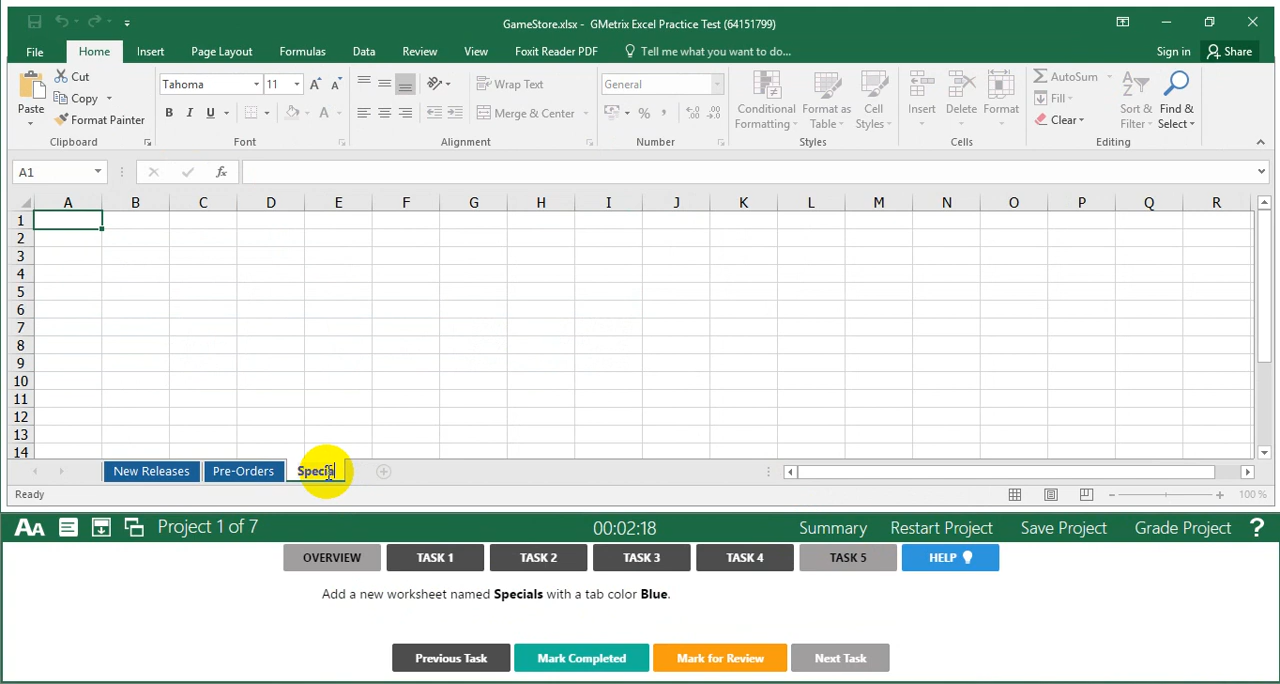 GameStore.xlsx - GMetrix Excel Practice Test (64151799)
File Home Insert Page Layout Formulas Data Review View Foxit Reader PDF Tell me what you want to do... Sign in Share
Paste Cut Copy Format Painter Clipboard
Tahoma 11 B I U A Font
Wrap Text Merge & Center Alignment
General % , Number
Conditional Formatting Format as Table Cell Styles Styles
Insert Delete Format Cells
AutoSum Fill Clear Sort & Filter Find & Select Editing
A1 fx
A B C D E F G H I J K L M N O P Q R
1
2
3
4
5
6
7
8
9
10
11
12
13
14
New Releases Pre-Orders Specia
Ready 100 %
AA Project 1 of 7 00:02:18 Summary Restart Project Save Project Grade Project ?
OVERVIEW TASK 1 TASK 2 TASK 3 TASK 4 TASK 5 HELP
Add a new worksheet named Specials with a tab color Blue.
Previous Task Mark Completed Mark for Review Next Task